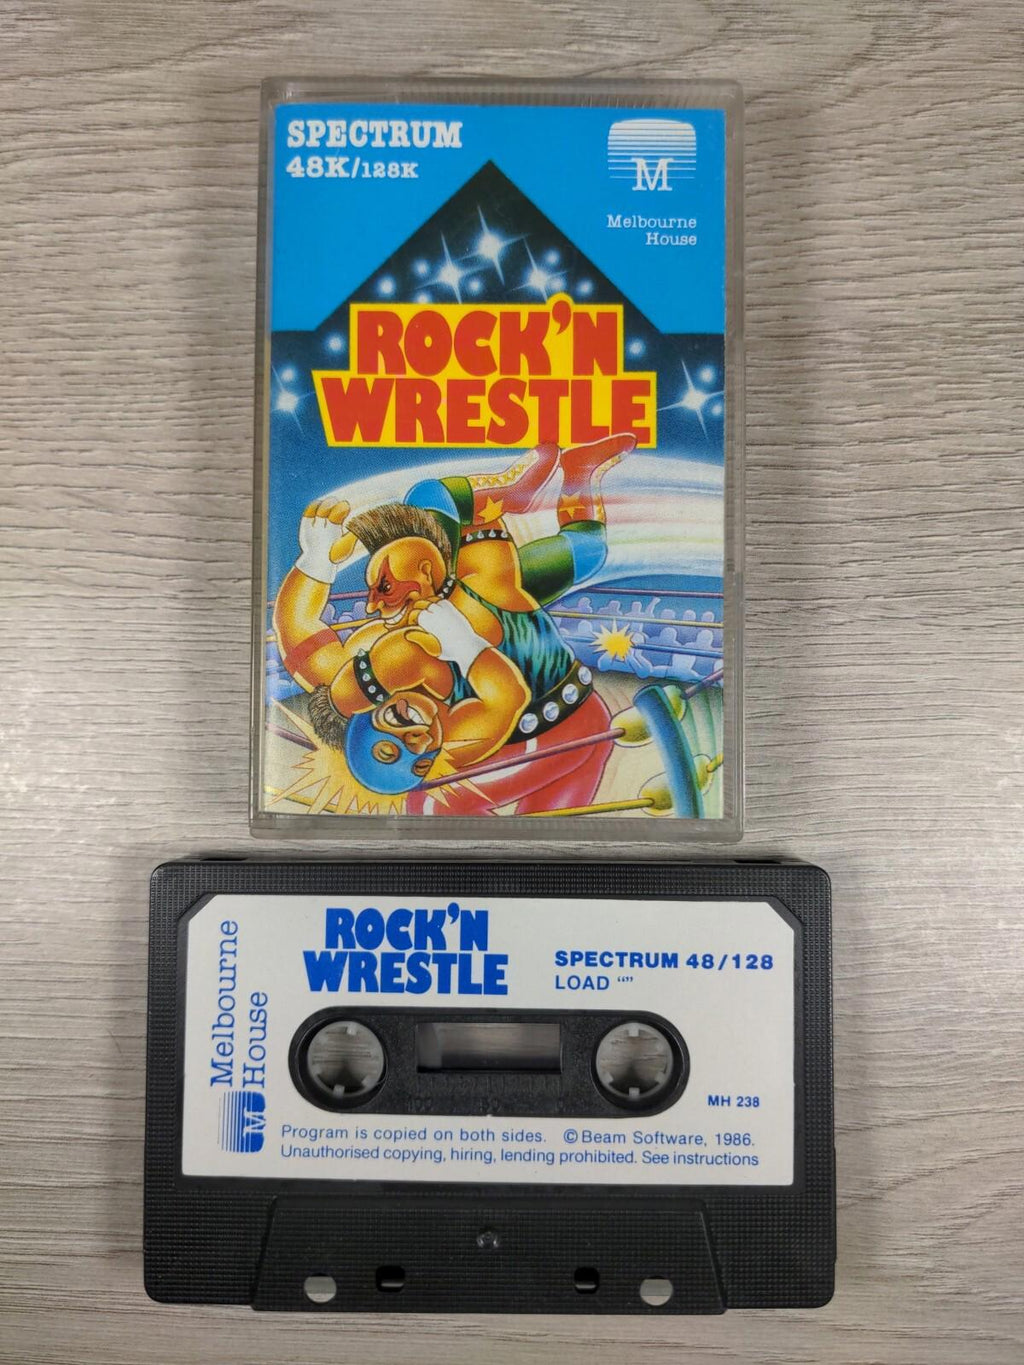 SPECTRUM
48K/128K
M
Melbourne
House
ROCK'N
WRESTLE
ROCK'N
WRESTLE
SPECTRUM 48/128
LOAD “”
Melbourne
House
M
MH 238
Program is copied on both sides. © Beam Software, 1986.
Unauthorised copying, hiring, lending prohibited. See instructions